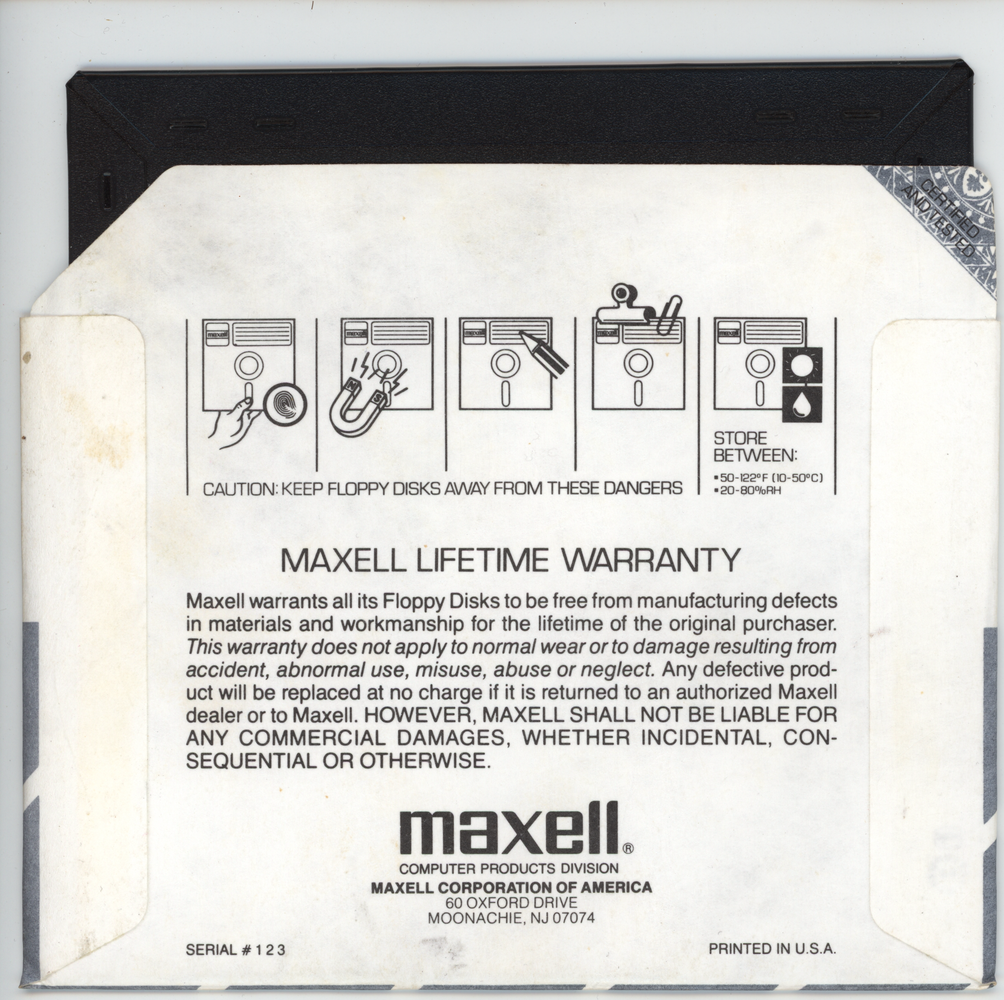 CERTIFIED
AND TESTED
maxell
maxell
maxell
maxell
maxell
N
S
STORE
BETWEEN:
▪50-122°F (10-50°C)
▪20-80%RH
CAUTION: KEEP FLOPPY DISKS AWAY FROM THESE DANGERS
MAXELL LIFETIME WARRANTY
Maxell warrants all its Floppy Disks to be free from manufacturing defects
in materials and workmanship for the lifetime of the original purchaser.
This warranty does not apply to normal wear or to damage resulting from
accident, abnormal use, misuse, abuse or neglect. Any defective prod-
uct will be replaced at no charge if it is returned to an authorized Maxell
dealer or to Maxell. HOWEVER, MAXELL SHALL NOT BE LIABLE FOR
ANY COMMERCIAL DAMAGES, WHETHER INCIDENTAL, CON-
SEQUENTIAL OR OTHERWISE.
maxell®
COMPUTER PRODUCTS DIVISION
MAXELL CORPORATION OF AMERICA
60 OXFORD DRIVE
MOONACHIE, NJ 07074
SERIAL # 1 2 3
PRINTED IN U.S.A.